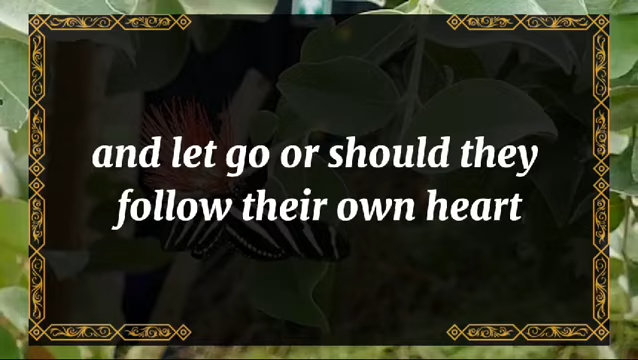 and let go or should they
follow their own heart